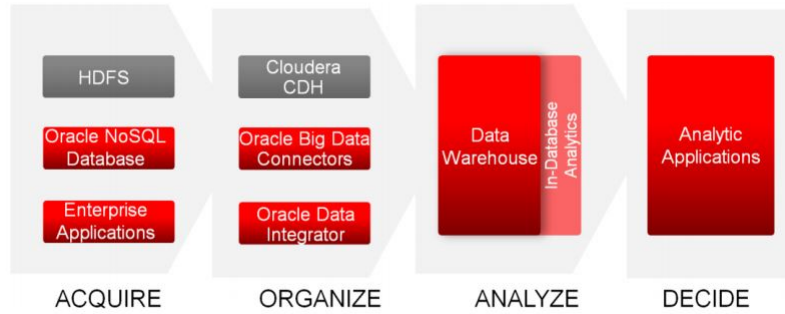 HDFS
Oracle NoSQL
Database
Enterprise
Applications
Cloudera
CDH
Oracle Big Data
Connectors
Oracle Data
Integrator
Data
Warehouse
In-Database
Analytics
Analytic
Applications
ACQUIRE
ORGANIZE
ANALYZE
DECIDE